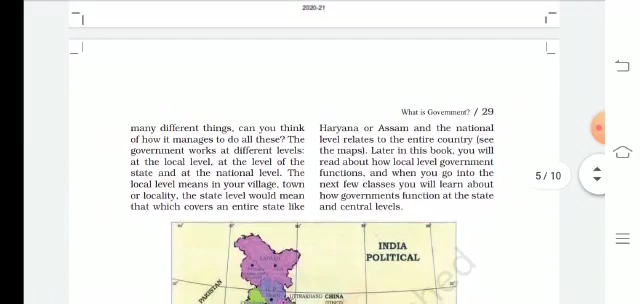 2020-21
What is Government? / 29
many different things, can you think
of how it manages to do all these? The
government works at different levels:
at the local level, at the level of the
state and at the national level. The
local level means in your village, town
or locality, the state level would mean
that which covers an entire state like
Haryana or Assam and the national
level relates to the entire country (see
the maps). Later in this book, you will
read about how local level government
functions, and when you go into the
next few classes you will learn about
how governments function at the state
and central levels.
5 / 10
INDIA
POLITICAL
PAKISTAN
LADAKH
H.P.
UTTRAKHAND CHINA